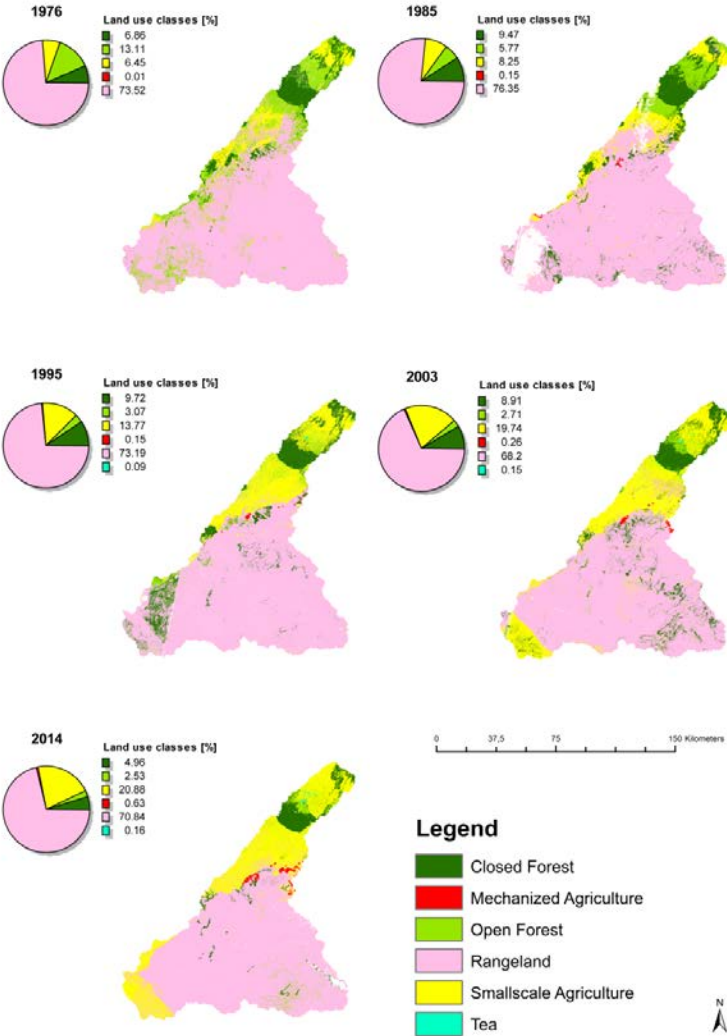 1976
Land use classes [%]
6.86
13.11
6.45
0.01
73.52
1985
Land use classes [%]
9.47
5.77
8.25
0.15
76.35
1995
Land use classes [%]
9.72
3.07
13.77
0.15
73.19
0.09
2003
Land use classes [%]
8.91
2.71
19.74
0.26
68.2
0.15
2014
Land use classes [%]
4.96
2.53
20.88
0.63
70.84
0.16
0 37,5 75 150 Kilometers
Legend
Closed Forest
Mechanized Agriculture
Open Forest
Rangeland
Smallscale Agriculture
Tea
N